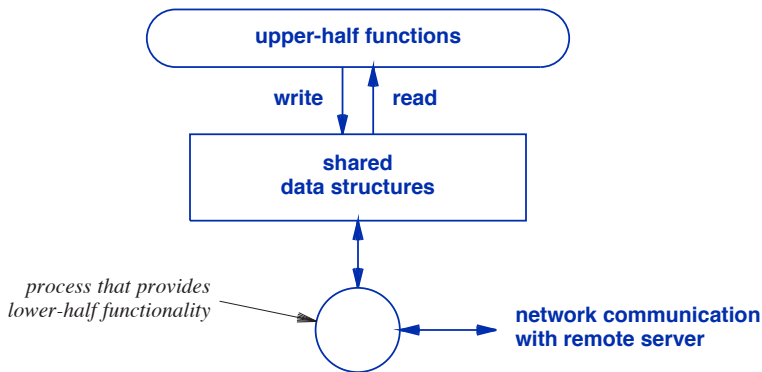 upper-half functions
write
read
shared
data structures
process that provides
lower-half functionality
network communication
with remote server